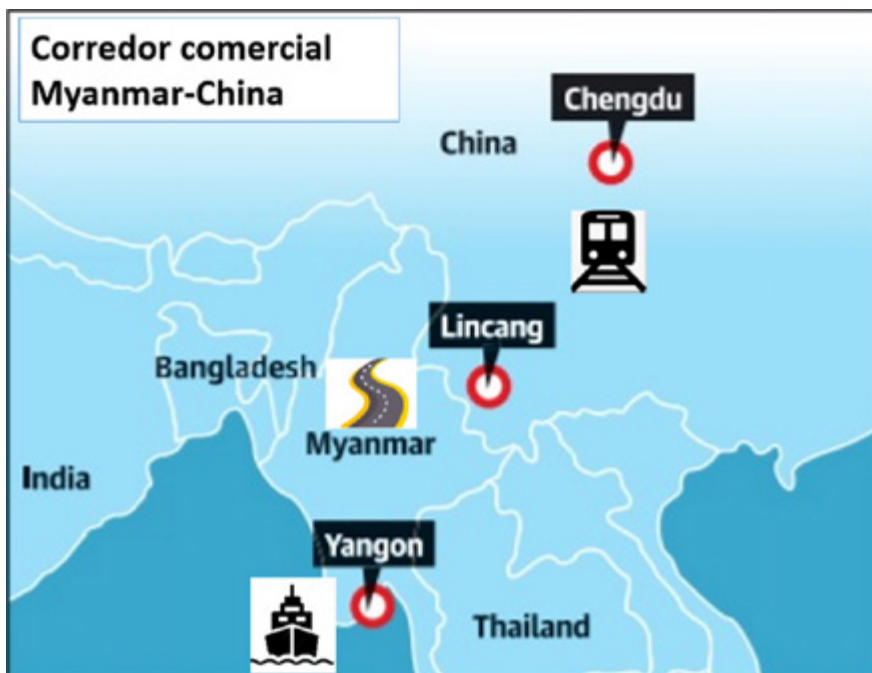 Corredor comercial
Myanmar-China
Chengdu
China
Lincang
Bangladesh
Myanmar
India
Yangon
Thailand